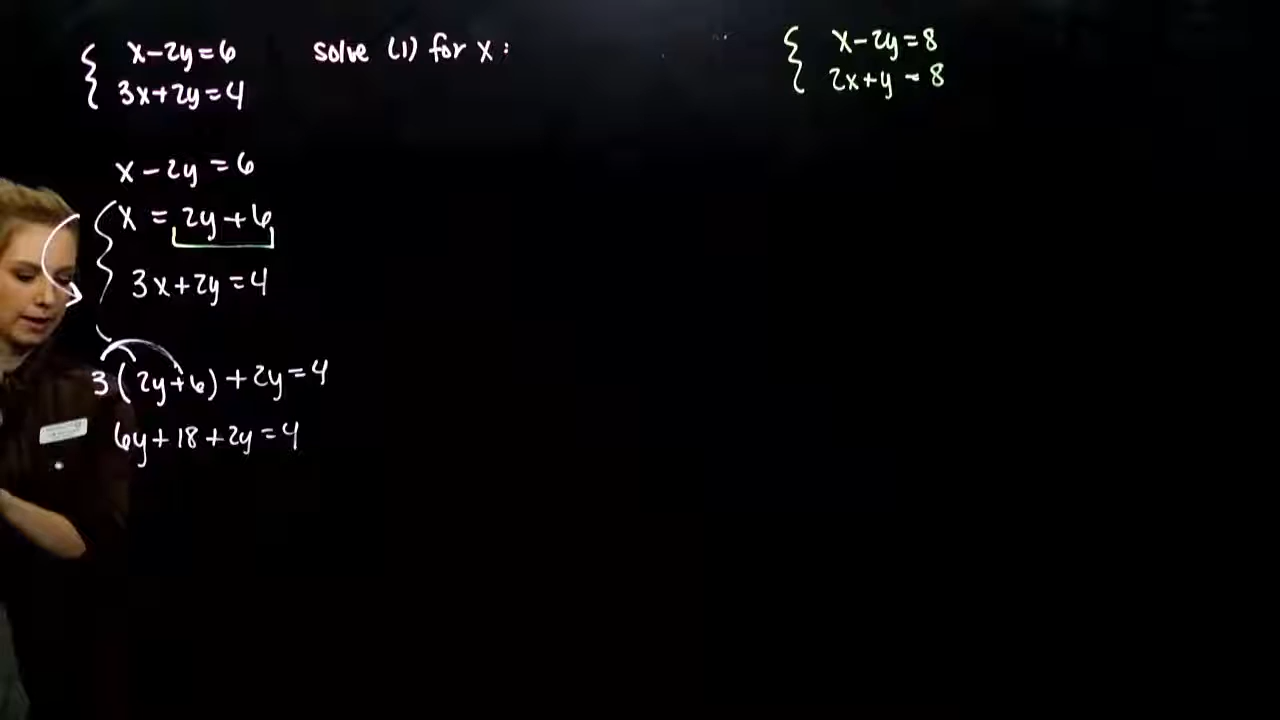 x-2y=6
3x+2y=4
solve (1) for x:
x-2y=6
x=2y+6
3x+2y=4
3(2y+6)+2y=4
6y+18+2y=4
x-2y=8
2x+y=8